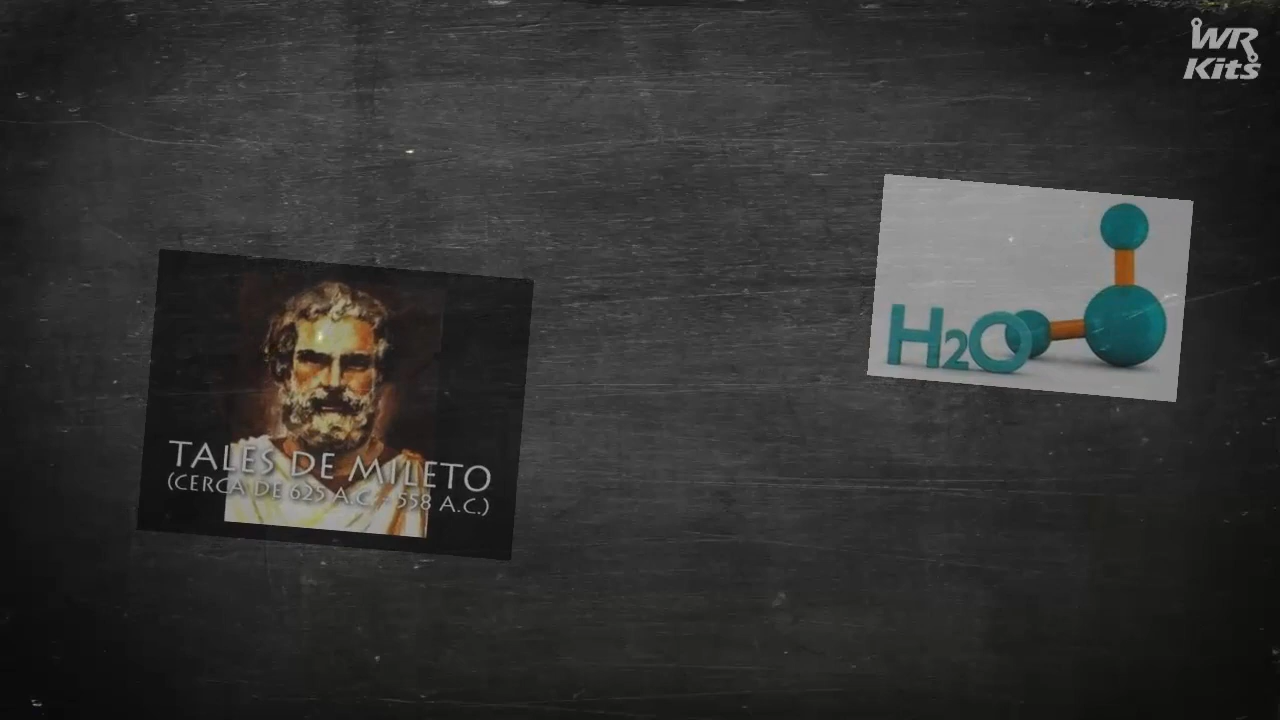 WR
Kits
H2O
TALES DE MILETO
(CERCA DE 625 A.C. - 558 A.C.)